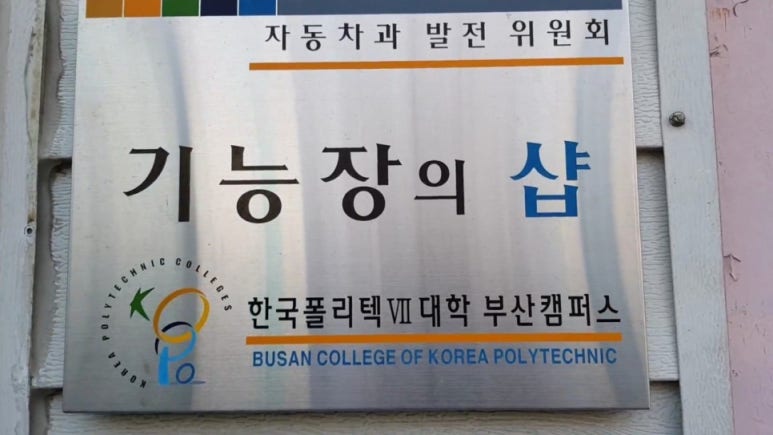 자동차과 발전 위원회
기능장의 샵
KOREA POLYTECHNIC COLLEGES
한국폴리텍Ⅶ대학 부산캠퍼스
BUSAN COLLEGE OF KOREA POLYTECHNIC